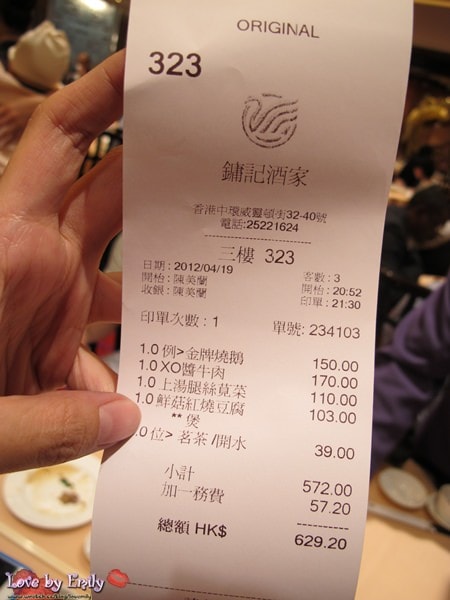 ORIGINAL
323
鏞記酒家
香港中環威靈頓街32-40號
電話:25221624
三樓 323
日期 : 2012/04/19 客數 : 3
開枱 : 陳美蘭 開枱 : 20:52
收銀 : 陳美蘭 印單 : 21:30
印單次數 : 1 單號: 234103
1.0 例>金牌燒鵝 150.00
1.0 XO醬牛肉 170.00
1.0 上湯腿絲莧菜 110.00
1.0 鮮菇紅燒豆腐 103.00
** 煲
.0 位> 茗茶 /開水 39.00
小計 572.00
加一務費 57.20
總額 HK$ 629.20
Love by Emily